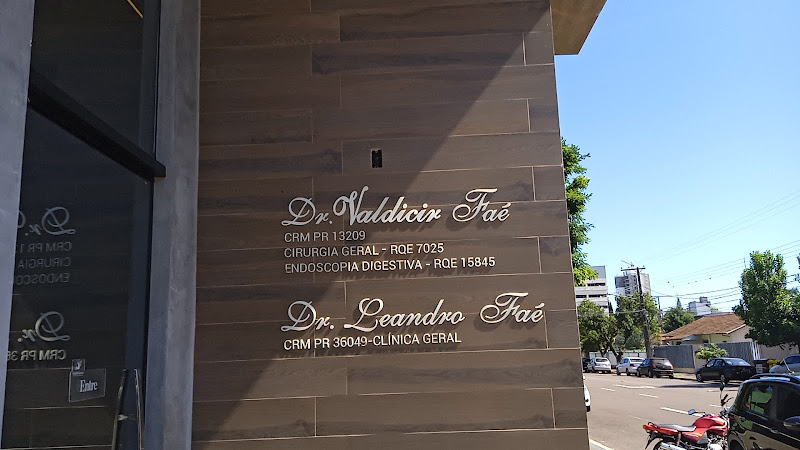 Dr. Valdicir Faé
CRM PR 13209
CIRURGIA GERAL - RQE 7025
ENDOSCOPIA DIGESTIVA - RQE 15845
Dr. Leandro Faé
CRM PR 36049-CLÍNICA GERAL
Entre